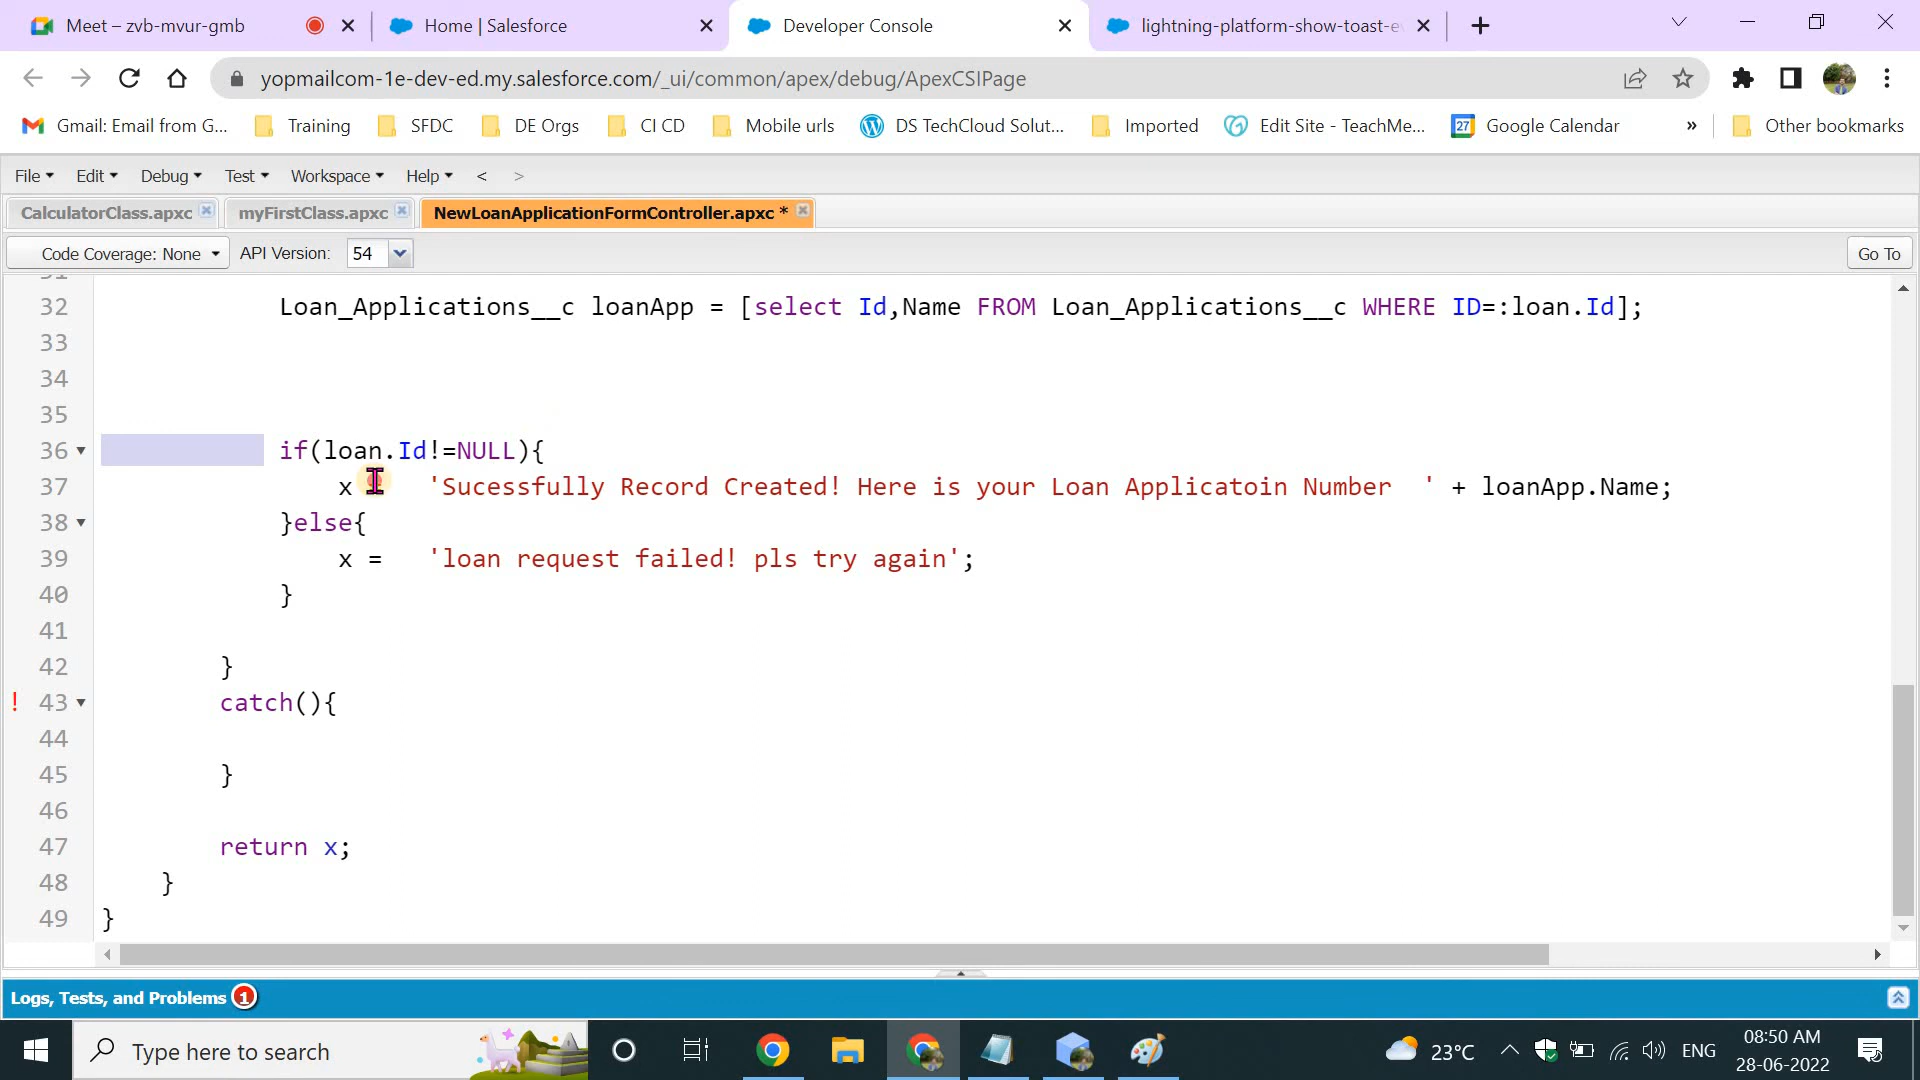 Meet – zvb-mvur-gmb
Home | Salesforce
Developer Console
lightning-platform-show-toast-e
yopmailcom-1e-dev-ed.my.salesforce.com/_ui/common/apex/debug/ApexCSIPage
Gmail: Email from G... Training SFDC DE Orgs CI CD Mobile urls DS TechCloud Solut... Imported Edit Site - TeachMe... 27 Google Calendar » Other bookmarks
File Edit Debug Test Workspace Help < >
CalculatorClass.apxc myFirstClass.apxc NewLoanApplicationFormController.apxc *
Code Coverage: None API Version: 54 Go To
32 Loan_Applications__c loanApp = [select Id,Name FROM Loan_Applications__c WHERE ID=:loan.Id];
33
34
35
36 if(loan.Id!=NULL){
37 x 'Sucessfully Record Created! Here is your Loan Applicatoin Number ' + loanApp.Name;
38 }else{
39 x = 'loan request failed! pls try again';
40 }
41
42 }
! 43 catch(){
44
45 }
46
47 return x;
48 }
49 }
Logs, Tests, and Problems 1
Type here to search
23°C
ENG
08:50 AM
28-06-2022